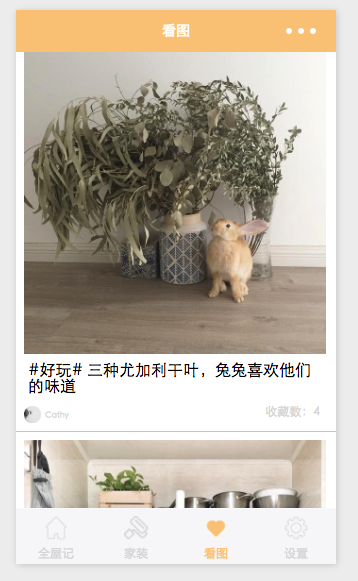 看图
#好玩# 三种尤加利干叶，兔兔喜欢他们
的味道
Cathy
收藏数：4
全屋记
家装
看图
设置